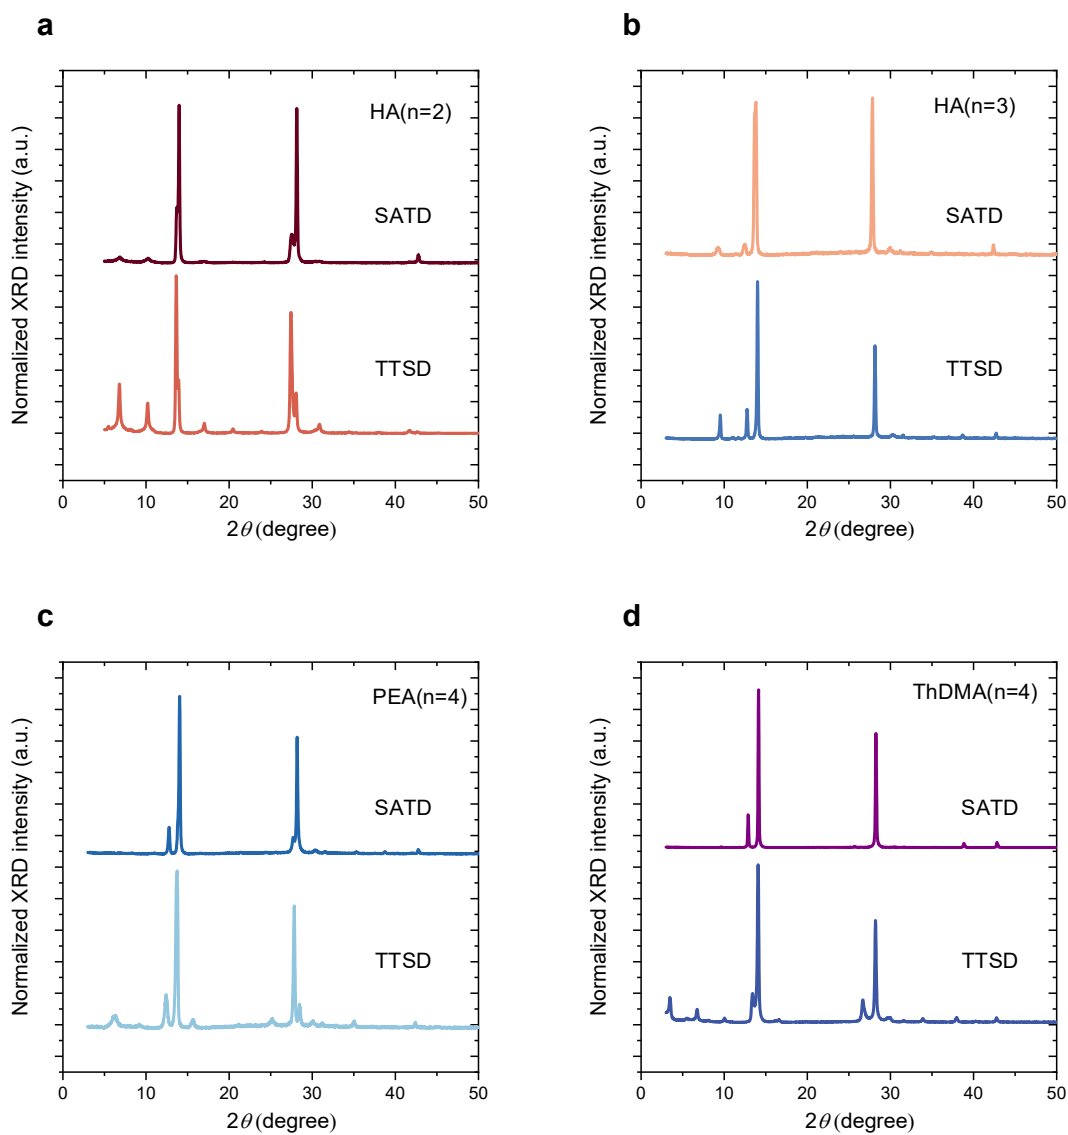 a
HA(n=2)
SATD
TTSD
Normalized XRD intensity (a.u.)
0 10 20 30 40 50
2θ (degree)
b
HA(n=3)
SATD
TTSD
Normalized XRD intensity (a.u.)
0 10 20 30 40 50
2θ (degree)
c
PEA(n=4)
SATD
TTSD
Normalized XRD intensity (a.u.)
0 10 20 30 40 50
2θ (degree)
d
ThDMA(n=4)
SATD
TTSD
Normalized XRD intensity (a.u.)
0 10 20 30 40 50
2θ (degree)